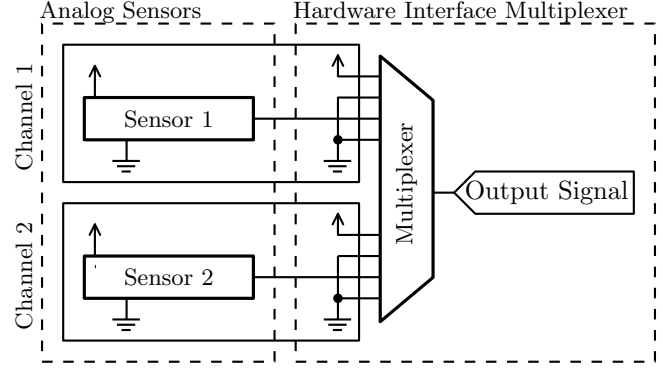 Analog Sensors
Hardware Interface Multiplexer
Channel 1
Sensor 1
Multiplexer
Output Signal
Channel 2
Sensor 2